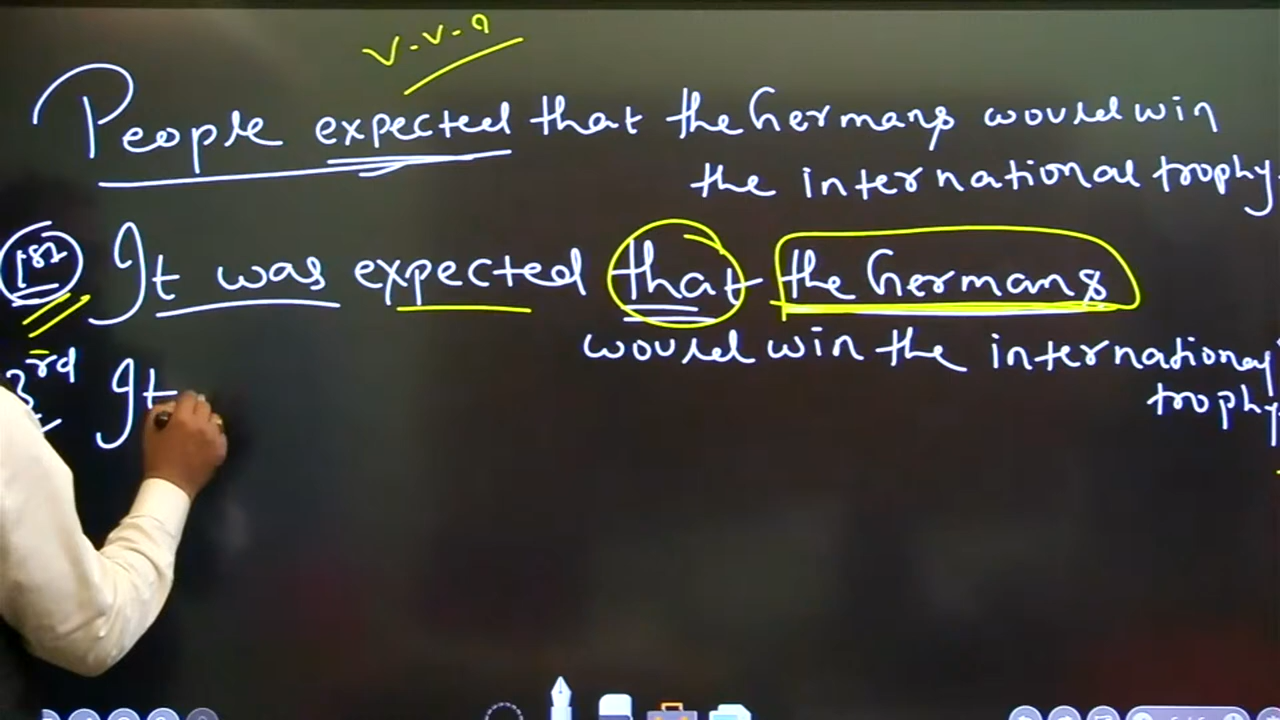 V.V.9
People expected that the Germans would win
the international trophy.
1st It was expected that the Germans
would win the international
trophy
3rd It